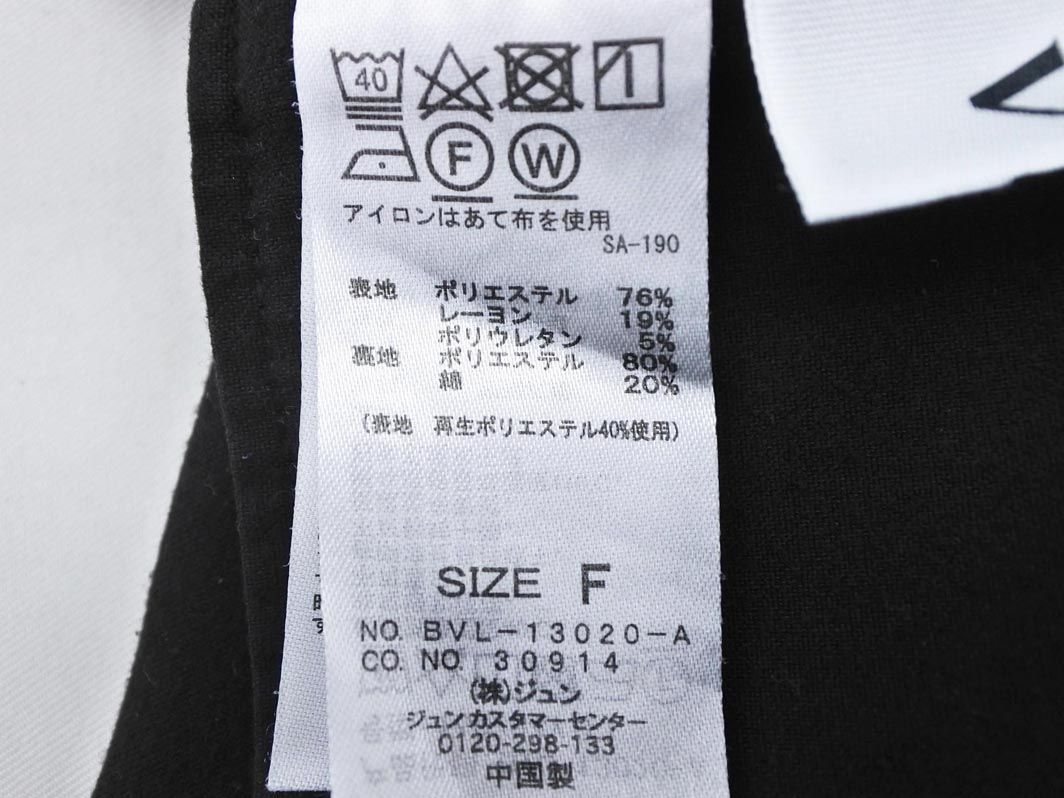 40
F W
アイロンはあて布を使用
SA-190
表地 ポリエステル 76%
レーヨン 19%
ポリウレタン 5%
裏地 ポリエステル 80%
綿 20%
(表地 再生ポリエステル40%使用)
SIZE F
NO. BVL-13020-A
CO. NO. 30914
(株)ジュン
ジュンカスタマーセンター
0120-298-133
中国製